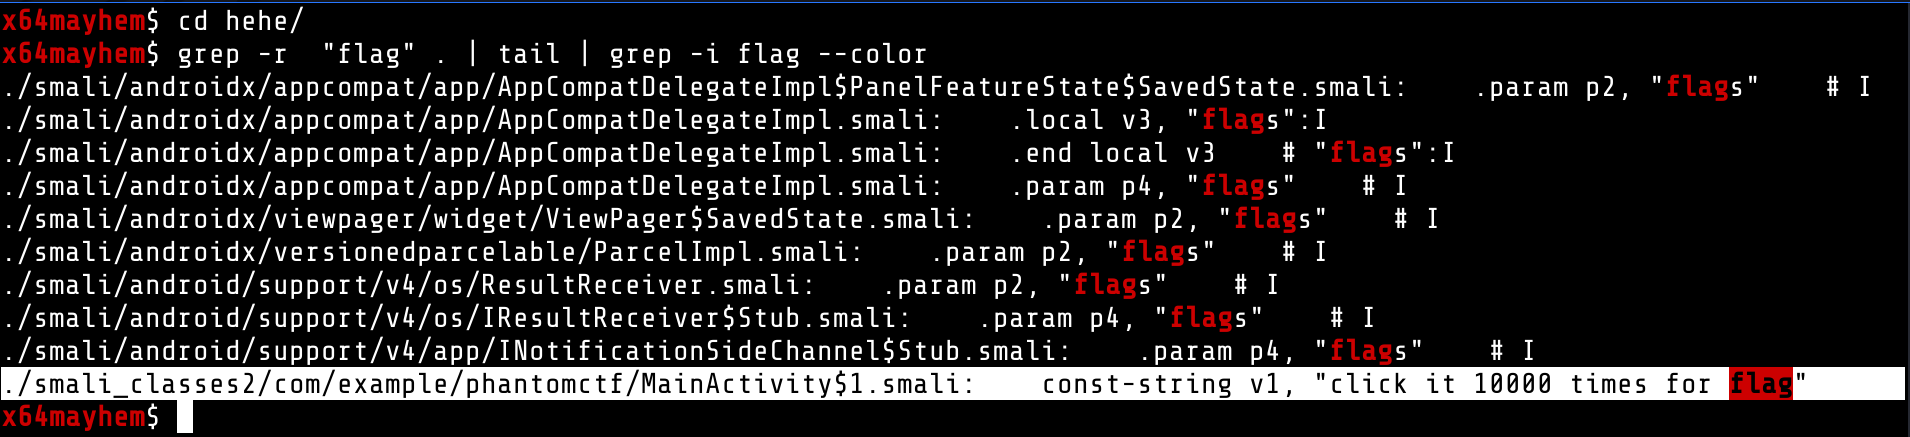 x64mayhem$ cd hehe/
x64mayhem$ grep -r  "flag" . | tail | grep -i flag --color
./smali/androidx/appcompat/app/AppCompatDelegateImpl$PanelFeatureState$SavedState.smali:    .param p2, "flags"    # I
./smali/androidx/appcompat/app/AppCompatDelegateImpl.smali:    .local v3, "flags":I
./smali/androidx/appcompat/app/AppCompatDelegateImpl.smali:    .end local v3    # "flags":I
./smali/androidx/appcompat/app/AppCompatDelegateImpl.smali:    .param p4, "flags"    # I
./smali/androidx/viewpager/widget/ViewPager$SavedState.smali:    .param p2, "flags"    # I
./smali/androidx/versionedparcelable/ParcelImpl.smali:    .param p2, "flags"    # I
./smali/android/support/v4/os/ResultReceiver.smali:    .param p2, "flags"    # I
./smali/android/support/v4/os/IResultReceiver$Stub.smali:    .param p4, "flags"    # I
./smali/android/support/v4/app/INotificationSideChannel$Stub.smali:    .param p4, "flags"    # I
./smali_classes2/com/example/phantomctf/MainActivity$1.smali:    const-string v1, "click it 10000 times for flag"
x64mayhem$